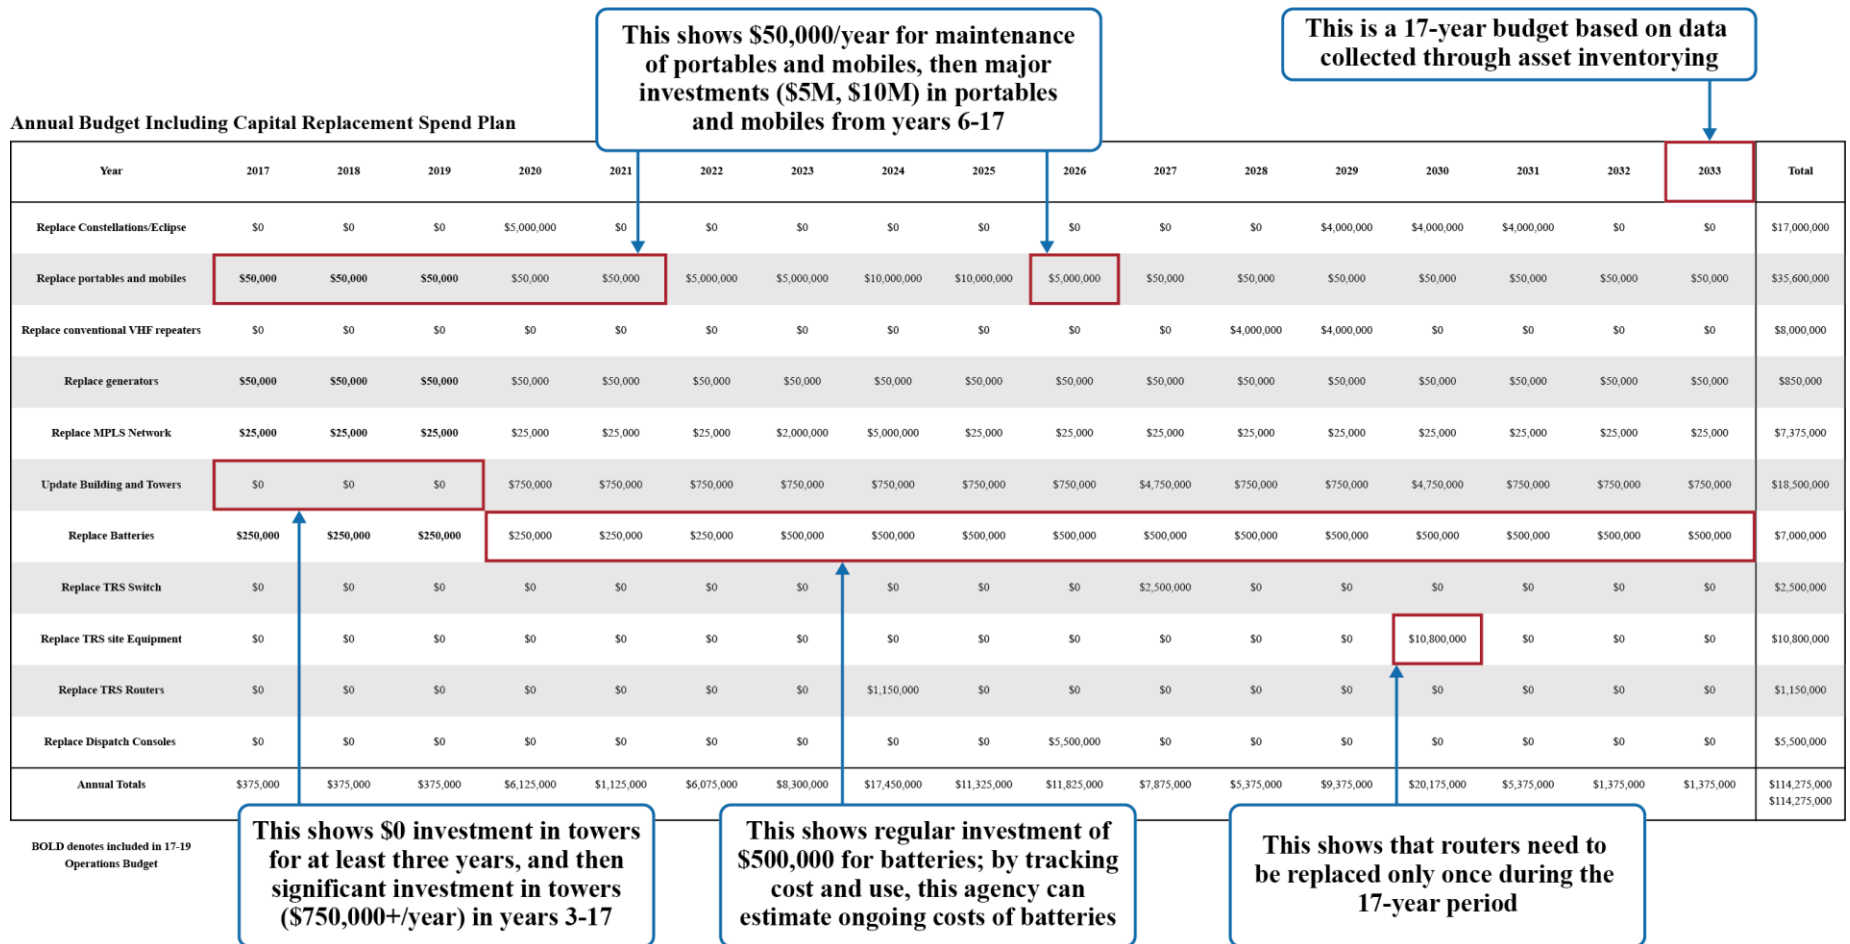 This shows $50,000/year for maintenance
of portables and mobiles, then major
investments ($5M, $10M) in portables
and mobiles from years 6-17
This is a 17-year budget based on data
collected through asset inventorying
Annual Budget Including Capital Replacement Spend Plan
Year 2017 2018 2019 2020 2021 2022 2023 2024 2025 2026 2027 2028 2029 2030 2031 2032 2033 Total
Replace Constellations/Eclipse $0 $0 $0 $5,000,000 $0 $0 $0 $0 $0 $0 $0 $0 $4,000,000 $4,000,000 $4,000,000 $0 $0 $17,000,000
Replace portables and mobiles $50,000 $50,000 $50,000 $50,000 $50,000 $5,000,000 $5,000,000 $10,000,000 $10,000,000 $5,000,000 $50,000 $50,000 $50,000 $50,000 $50,000 $50,000 $50,000 $35,600,000
Replace conventional VHF repeaters $0 $0 $0 $0 $0 $0 $0 $0 $0 $0 $0 $4,000,000 $4,000,000 $0 $0 $0 $0 $8,000,000
Replace generators $50,000 $50,000 $50,000 $50,000 $50,000 $50,000 $50,000 $50,000 $50,000 $50,000 $50,000 $50,000 $50,000 $50,000 $50,000 $50,000 $50,000 $850,000
Replace MPLS Network $25,000 $25,000 $25,000 $25,000 $25,000 $25,000 $2,000,000 $5,000,000 $25,000 $25,000 $25,000 $25,000 $25,000 $25,000 $25,000 $25,000 $25,000 $7,375,000
Update Building and Towers $0 $0 $0 $750,000 $750,000 $750,000 $750,000 $750,000 $750,000 $750,000 $4,750,000 $750,000 $750,000 $4,750,000 $750,000 $750,000 $750,000 $18,500,000
Replace Batteries $250,000 $250,000 $250,000 $250,000 $250,000 $250,000 $500,000 $500,000 $500,000 $500,000 $500,000 $500,000 $500,000 $500,000 $500,000 $500,000 $500,000 $7,000,000
Replace TRS Switch $0 $0 $0 $0 $0 $0 $0 $0 $0 $0 $2,500,000 $0 $0 $0 $0 $0 $0 $2,500,000
Replace TRS site Equipment $0 $0 $0 $0 $0 $0 $0 $0 $0 $0 $0 $0 $0 $10,800,000 $0 $0 $0 $10,800,000
Replace TRS Routers $0 $0 $0 $0 $0 $0 $0 $1,150,000 $0 $0 $0 $0 $0 $0 $0 $0 $0 $1,150,000
Replace Dispatch Consoles $0 $0 $0 $0 $0 $0 $0 $0 $0 $5,500,000 $0 $0 $0 $0 $0 $0 $0 $5,500,000
Annual Totals $375,000 $375,000 $375,000 $6,125,000 $1,125,000 $6,075,000 $8,300,000 $17,450,000 $11,325,000 $11,825,000 $7,875,000 $5,375,000 $9,375,000 $20,175,000 $5,375,000 $1,375,000 $1,375,000 $114,275,000
$114,275,000
BOLD denotes included in 17-19
Operations Budget
This shows $0 investment in towers
for at least three years, and then
significant investment in towers
($750,000+/year) in years 3-17
This shows regular investment of
$500,000 for batteries; by tracking
cost and use, this agency can
estimate ongoing costs of batteries
This shows that routers need to
be replaced only once during the
17-year period